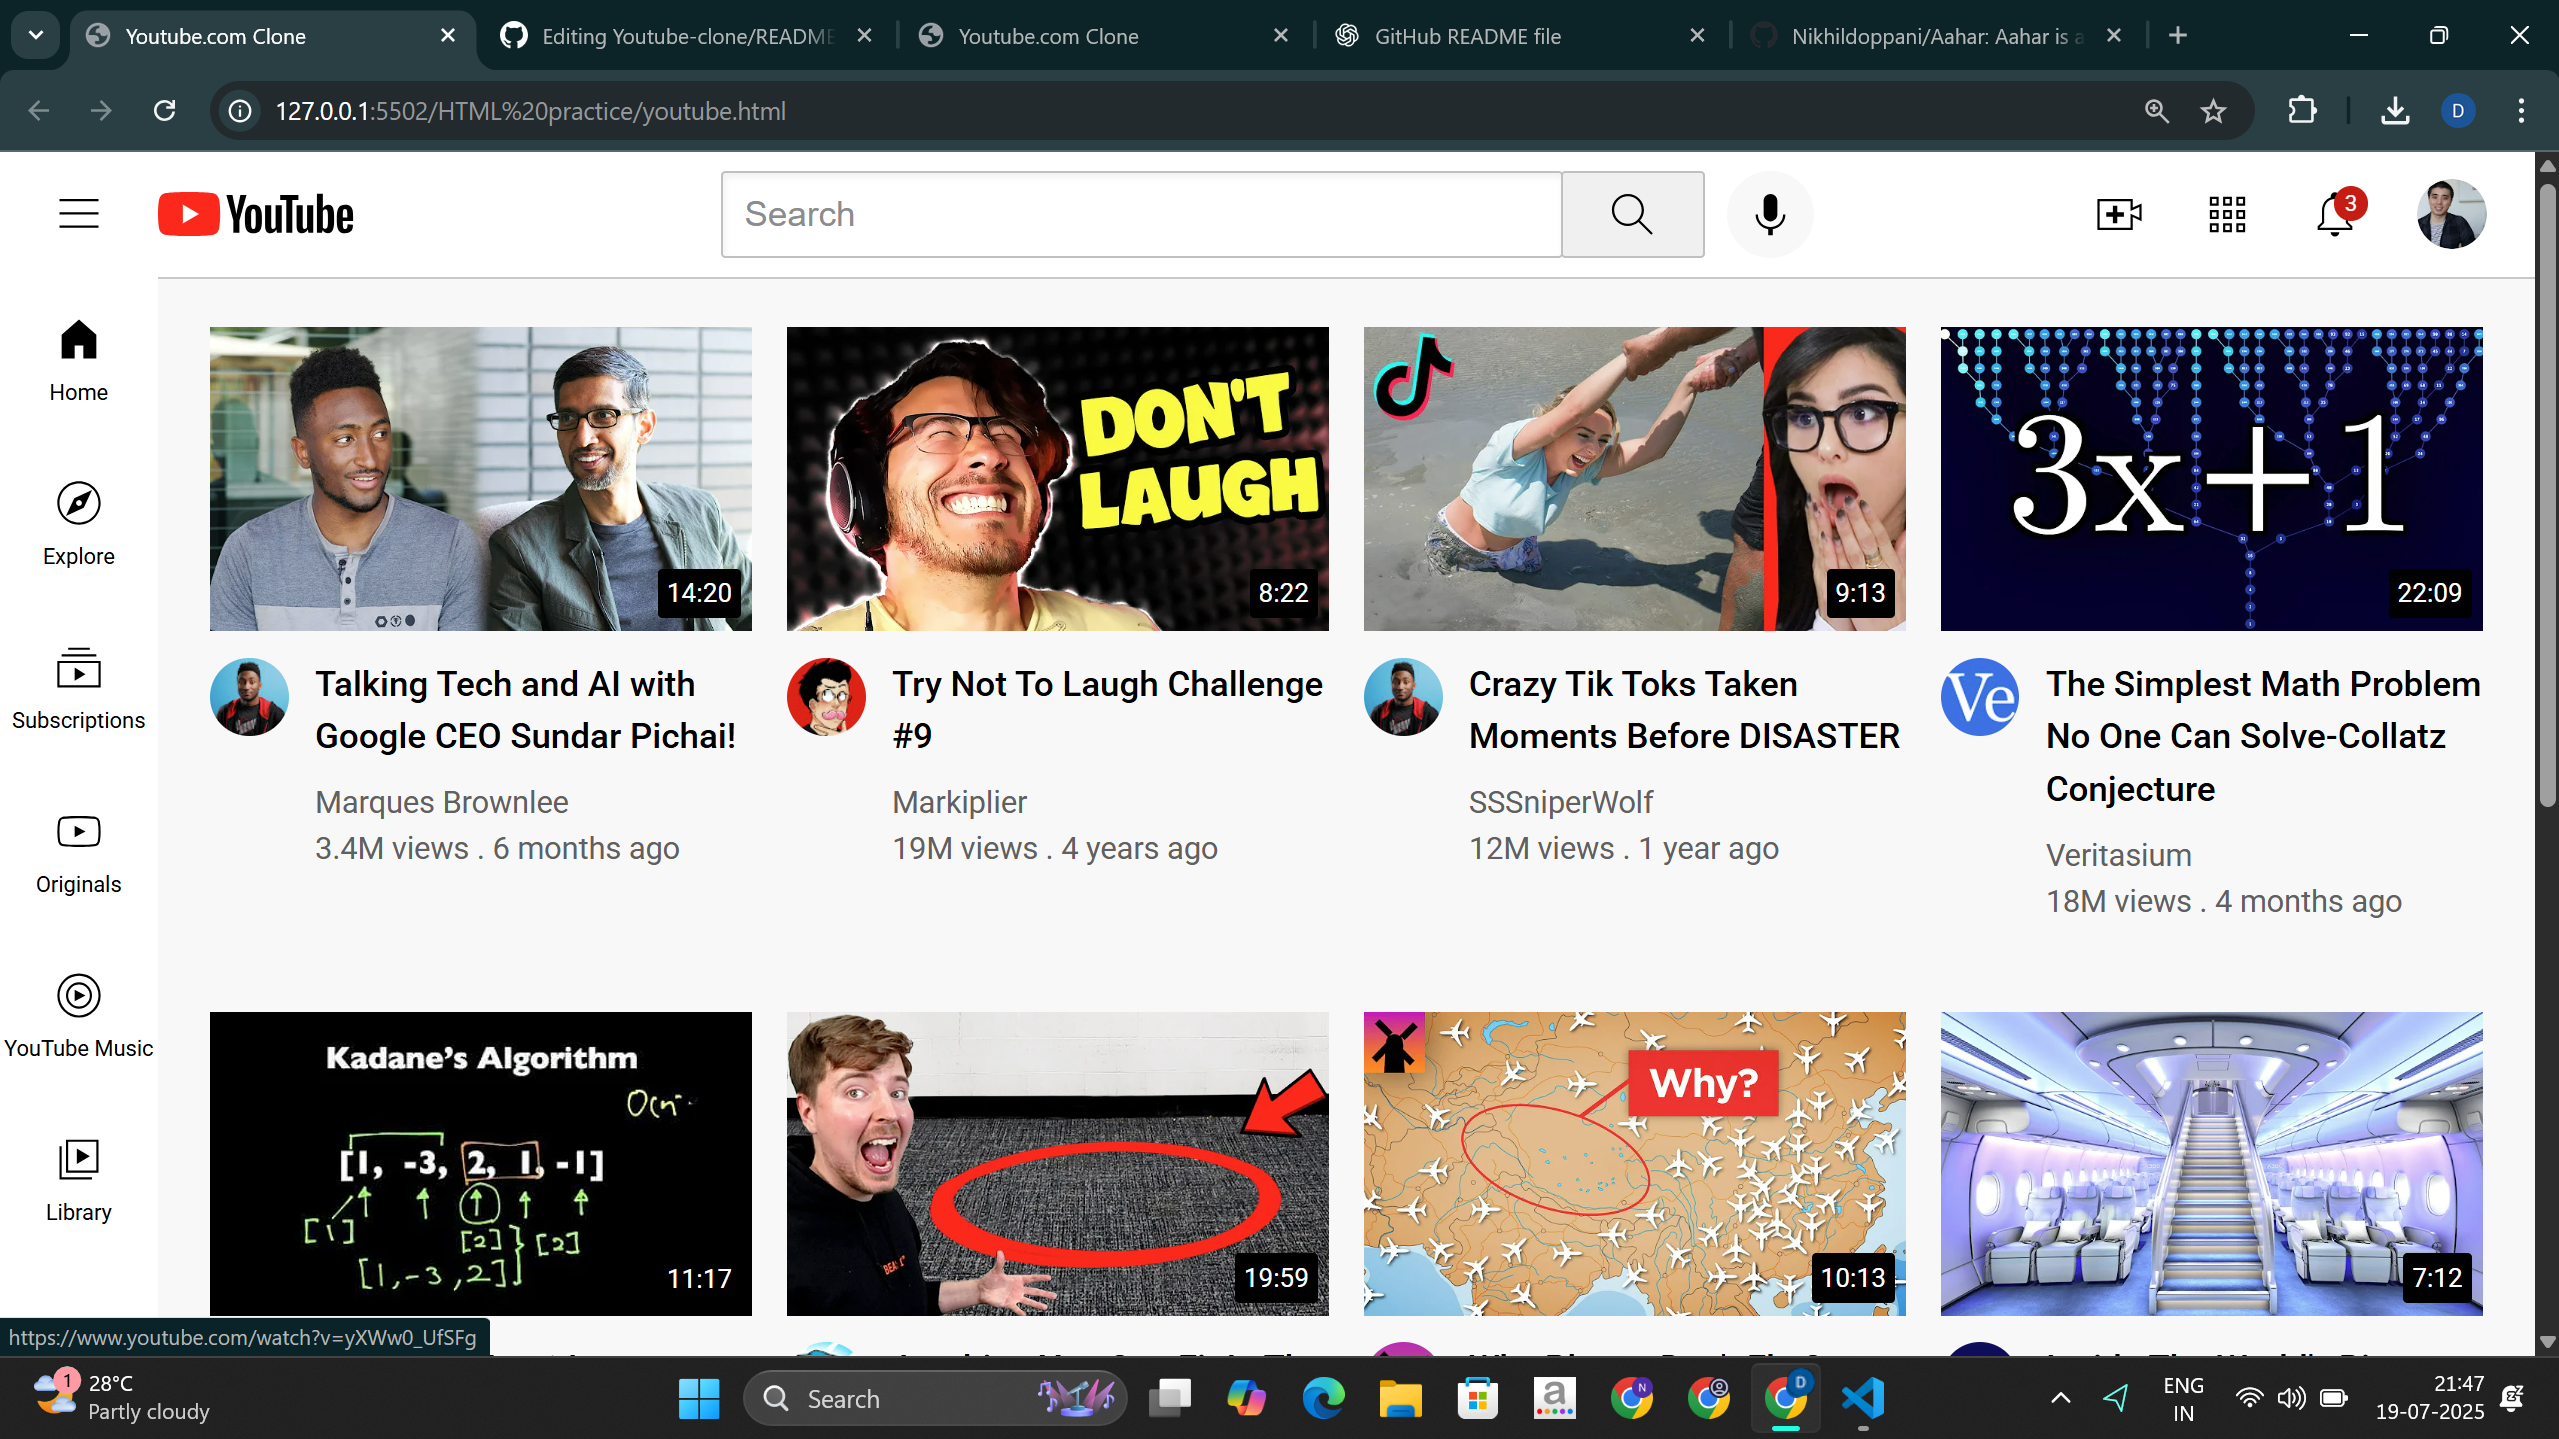 Youtube.com Clone
Editing Youtube-clone/README
Youtube.com Clone
GitHub README file
Nikhildoppani/Aahar: Aahar is a
127.0.0.1:5502/HTML%20practice/youtube.html
D
YouTube
Search
3
Home
Explore
Subscriptions
Originals
YouTube Music
Library
14:20
Talking Tech and AI with
Google CEO Sundar Pichai!
Marques Brownlee
3.4M views . 6 months ago
DON'T
LAUGH
8:22
Try Not To Laugh Challenge
#9
Markiplier
19M views . 4 years ago
9:13
Crazy Tik Toks Taken
Moments Before DISASTER
SSSniperWolf
12M views . 1 year ago
3x+1
22:09
Ve
The Simplest Math Problem
No One Can Solve-Collatz
Conjecture
Veritasium
18M views . 4 months ago
Kadane's Algorithm
O(n
[1, -3, 2, 1, -1]
[1]
[2]
[2]
[1,-3,2]
11:17
19:59
Why?
10:13
7:12
https://www.youtube.com/watch?v=yXWw0_UfSFg
1
28°C
Partly cloudy
Search
a
N
D
ENG
IN
21:47
19-07-2025